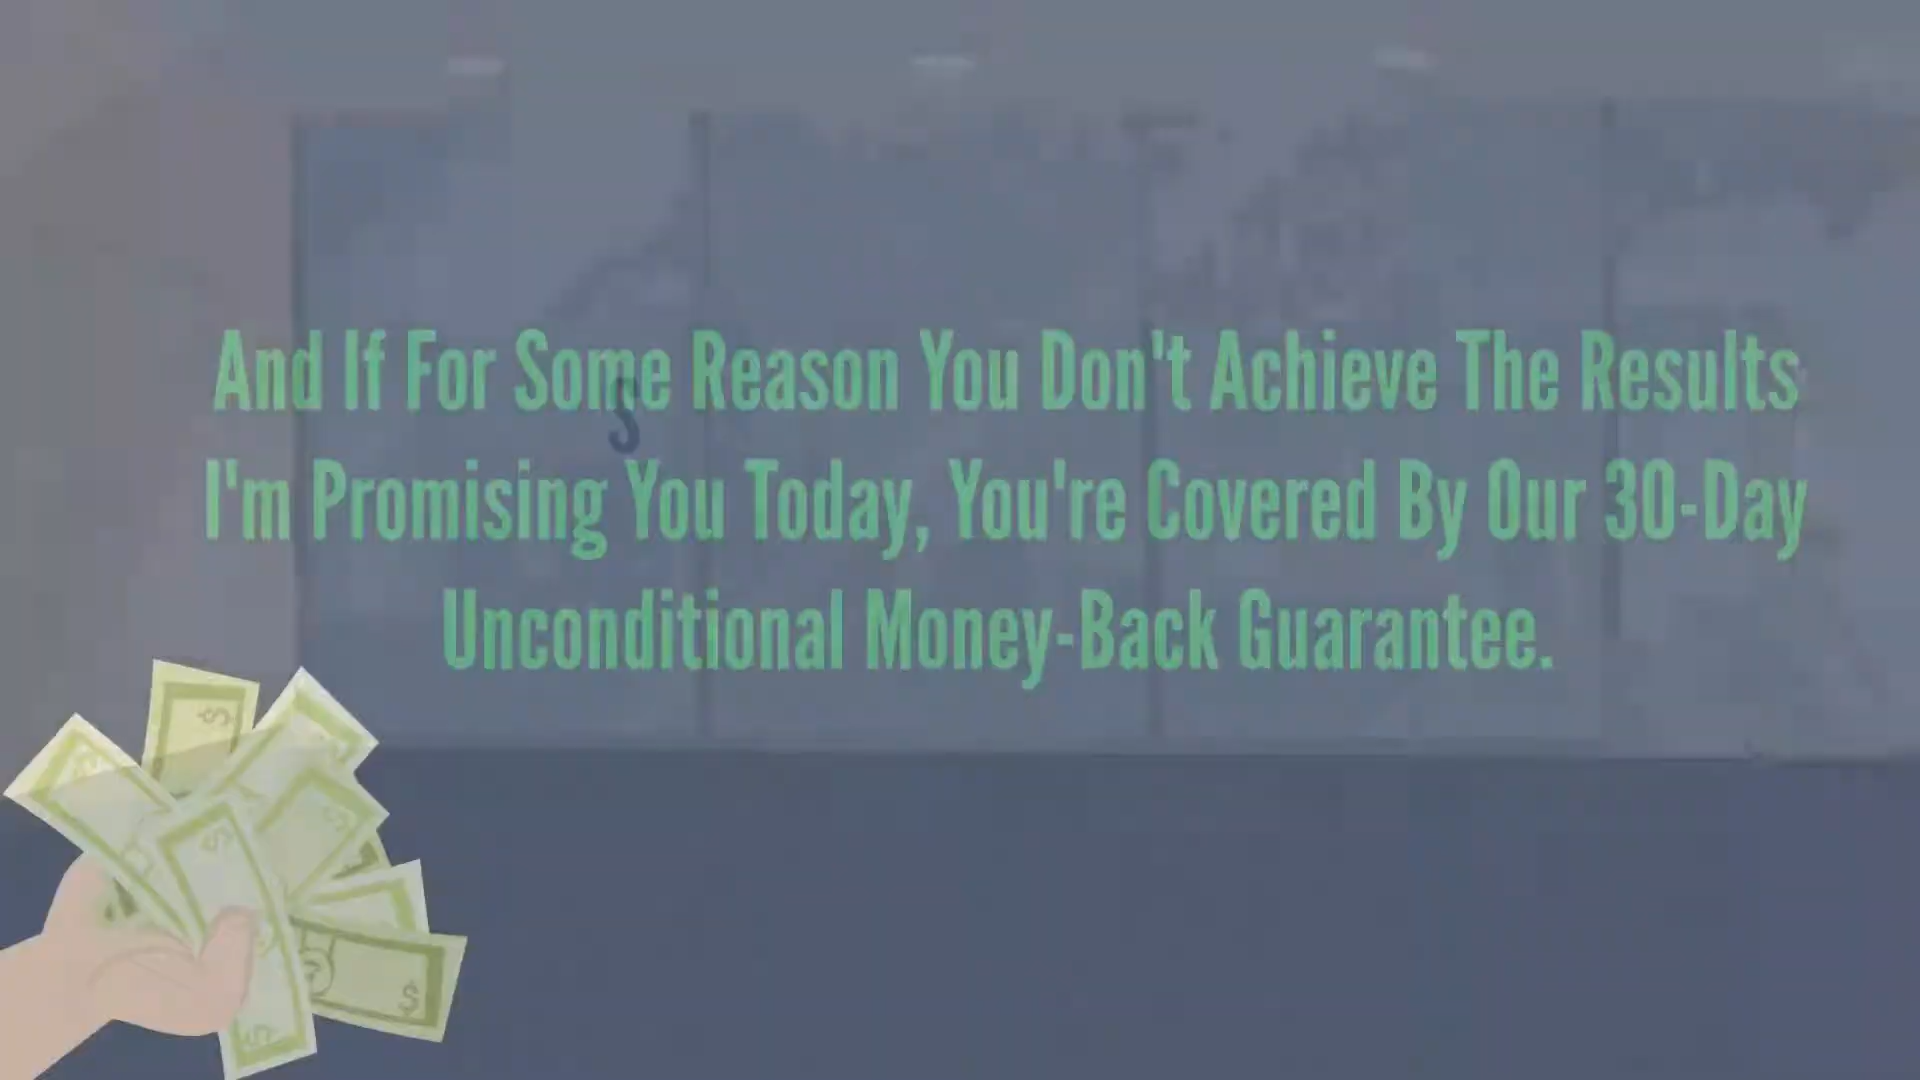 And If For Some Reason You Don't Achieve The Results
I'm Promising You Today, You're Covered By Our 30-Day
Unconditional Money-Back Guarantee.
S
$
$
$
$
$